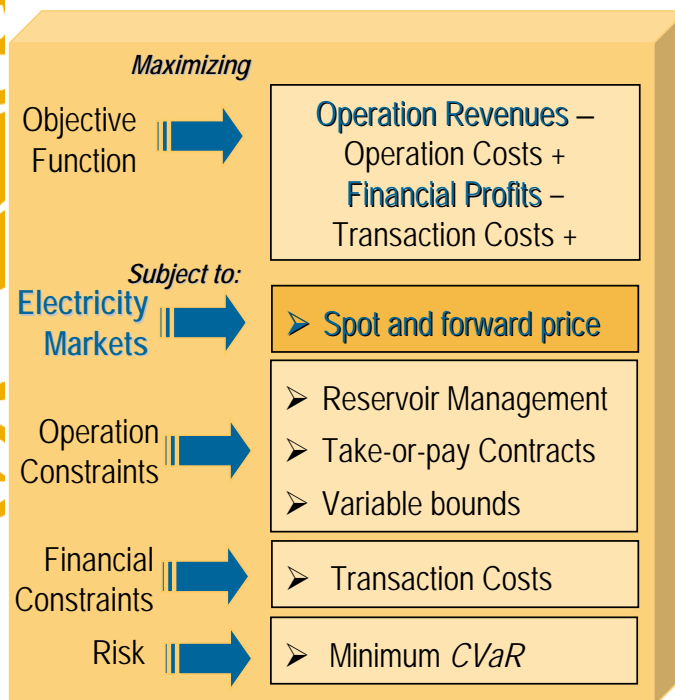 Maximizing
Objective
Function
Operation Revenues –
Operation Costs +
Financial Profits –
Transaction Costs +
Subject to:
Electricity
Markets
➢ Spot and forward price
Operation
Constraints
➢ Reservoir Management
➢ Take-or-pay Contracts
➢ Variable bounds
Financial
Constraints
➢ Transaction Costs
Risk
➢ Minimum CVaR